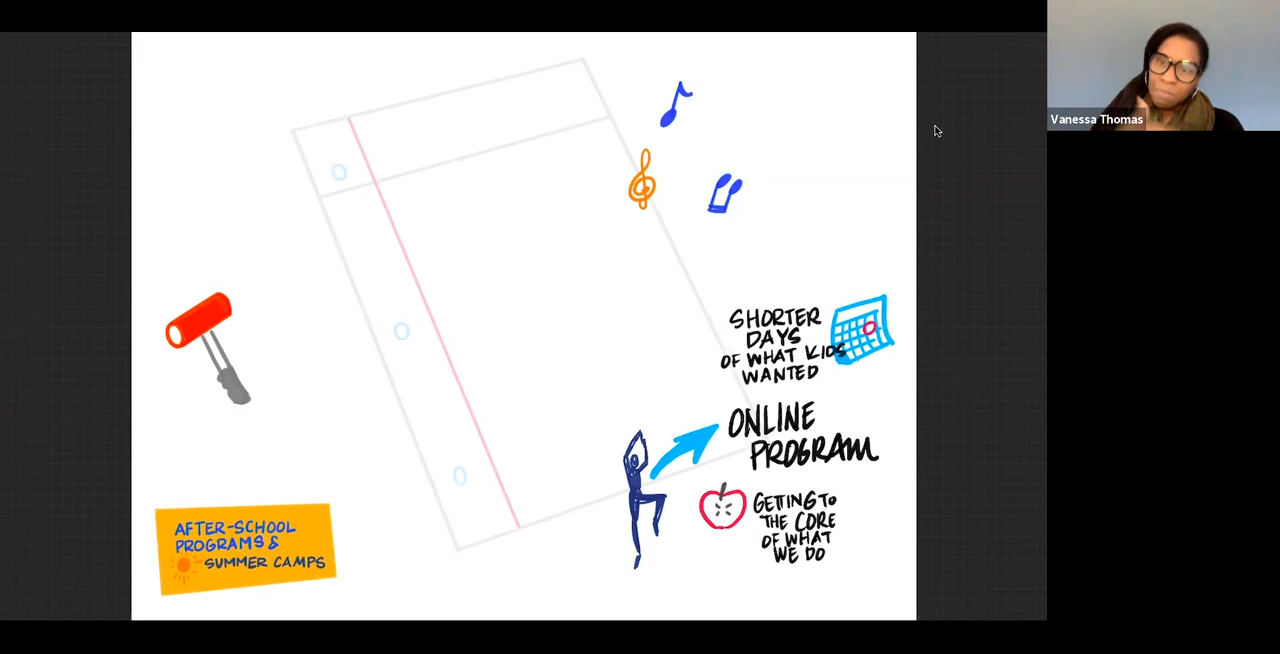 Vanessa Thomas
SHORTER
DAYS
OF WHAT KIDS
WANTED
ONLINE
PROGRAM
GETTING TO
THE CORE
OF WHAT
WE DO
AFTER-SCHOOL
PROGRAMS &
SUMMER CAMPS